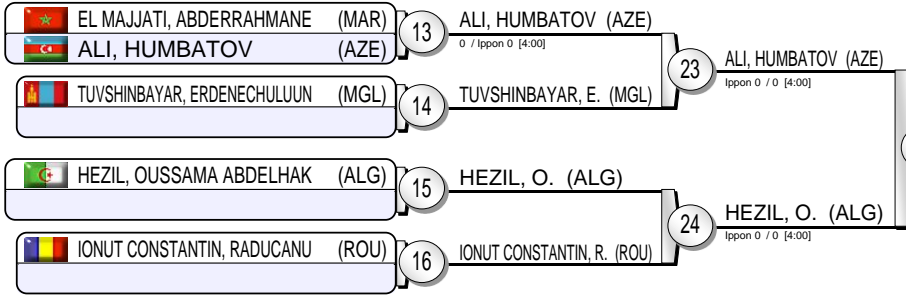 EL MAJJATI, ABDERRAHMANE (MAR)
ALI, HUMBATOV (AZE)
13
ALI, HUMBATOV (AZE)
0 / Ippon 0 [4:00]
TUVSHINBAYAR, ERDENECHULUUN (MGL)
14
TUVSHINBAYAR, E. (MGL)
23
ALI, HUMBATOV (AZE)
Ippon 0 / 0 [4:00]
HEZIL, OUSSAMA ABDELHAK (ALG)
15
HEZIL, O. (ALG)
IONUT CONSTANTIN, RADUCANU (ROU)
16
IONUT CONSTANTIN, R. (ROU)
24
HEZIL, O. (ALG)
Ippon 0 / 0 [4:00]